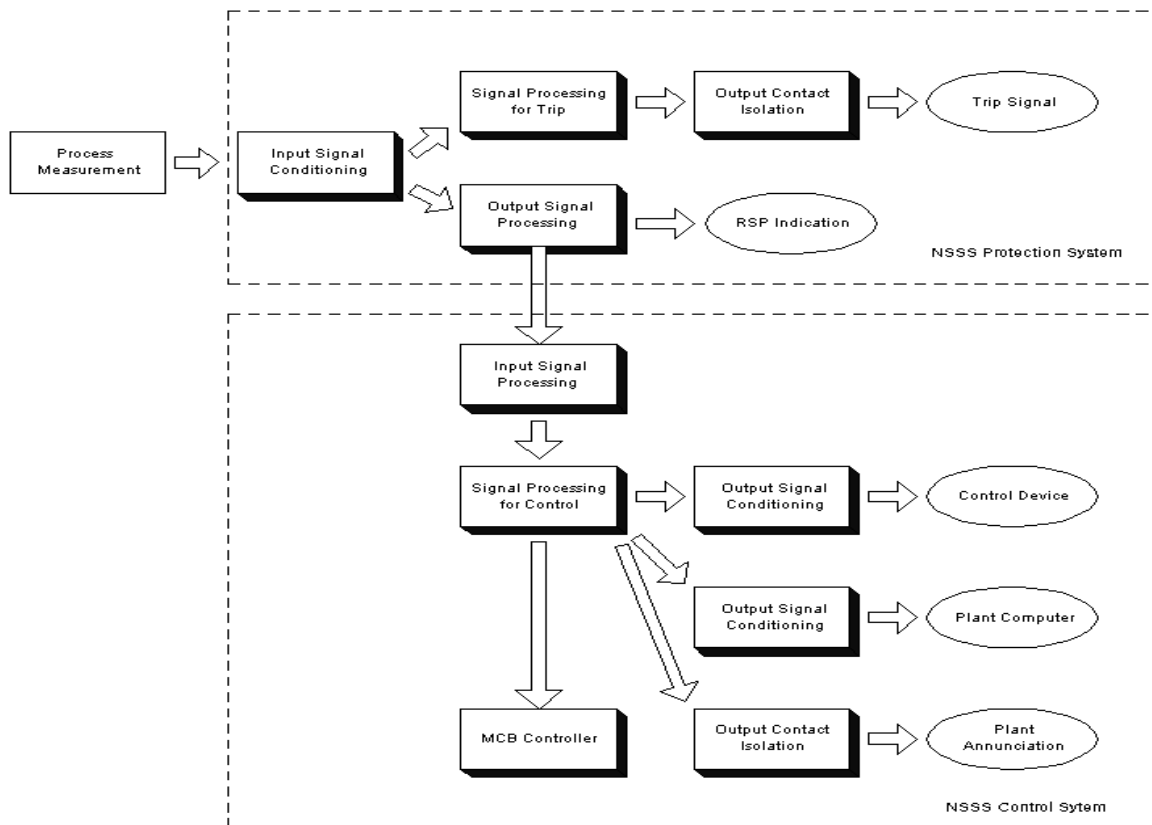 Signal Processing
for Trip
Output Contact
Isolation
Trip Signal
Process
Measurement
Input Signal
Conditioning
Output Signal
Processing
RSP Indication
NSSS Protection System
Input Signal
Processing
Signal Processing
for Control
Output Signal
Conditioning
Control Device
Output Signal
Conditioning
Plant Computer
MCB Controller
Output Contact
Isolation
Plant
Annunciation
NSSS Control Sytem